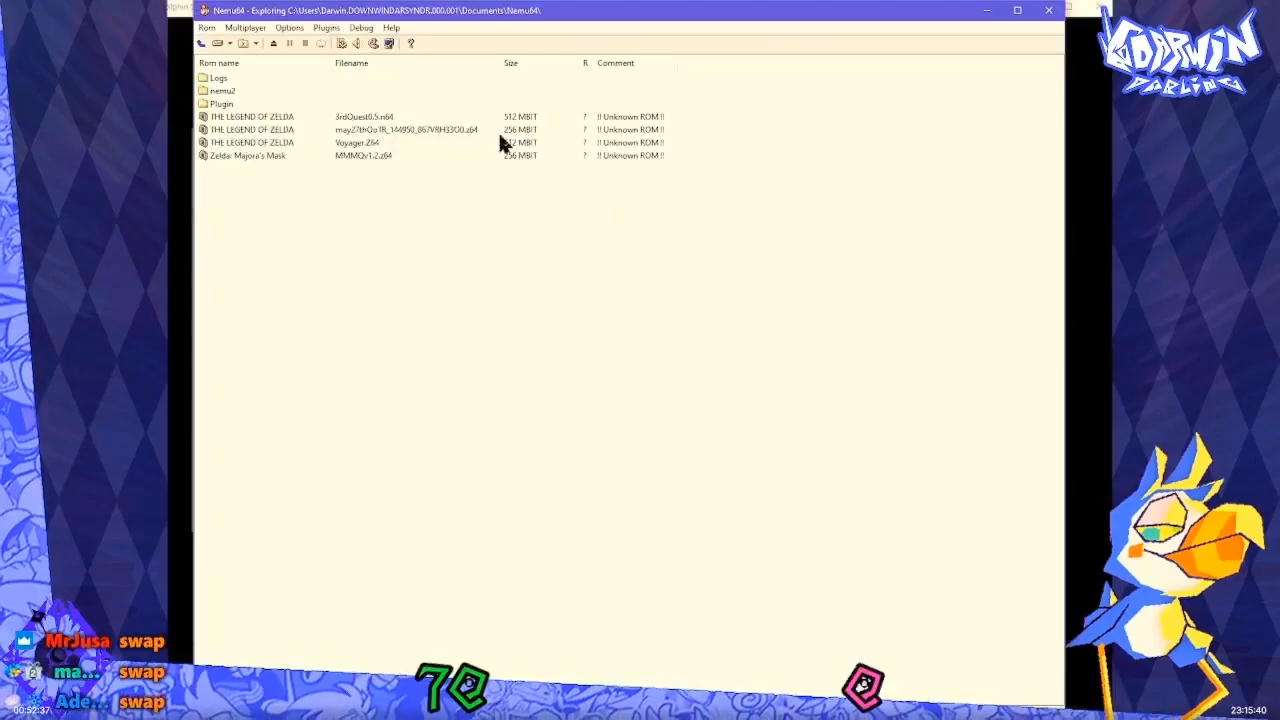 Nemu64 - Exploring C:\Users\Darwin.DOWNWINDARSYNDR.000.001\Documents\Nemu64\
Rom Multiplayer Options Plugins Debug Help
Rom name Filename Size R Comment
Logs
nemu2
Plugin
THE LEGEND OF ZELDA 3rdQuest0.5.n64 512 MBIT ? !! Unknown ROM !!
THE LEGEND OF ZELDA 256 MBIT ? !! Unknown ROM !!
THE LEGEND OF ZELDA Voyager.Z64 MBIT ? !! Unknown ROM !!
Zelda: Majora's Mask MMMQv1.2.z64 256 MBIT ? !! Unknown ROM !!
DARWIN
DARLING
MrJusa swap
ma... swap
Ade... swap
00:52:37
23:15:40